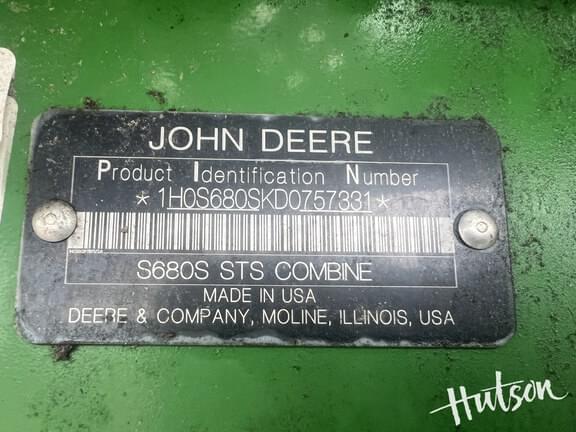 JOHN DEERE
Product Identification Number
*1H0S680SKD0757331*
S680S STS COMBINE
MADE IN USA
DEERE & COMPANY, MOLINE, ILLINOIS, USA
Hutson